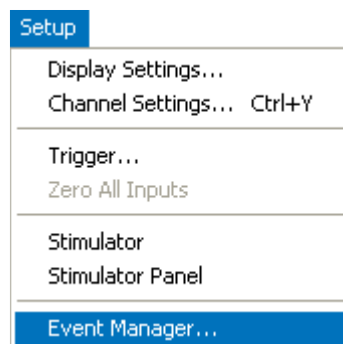 Setup
Display Settings...
Channel Settings... Ctrl+Y
Trigger...
Zero All Inputs
Stimulator
Stimulator Panel
Event Manager...